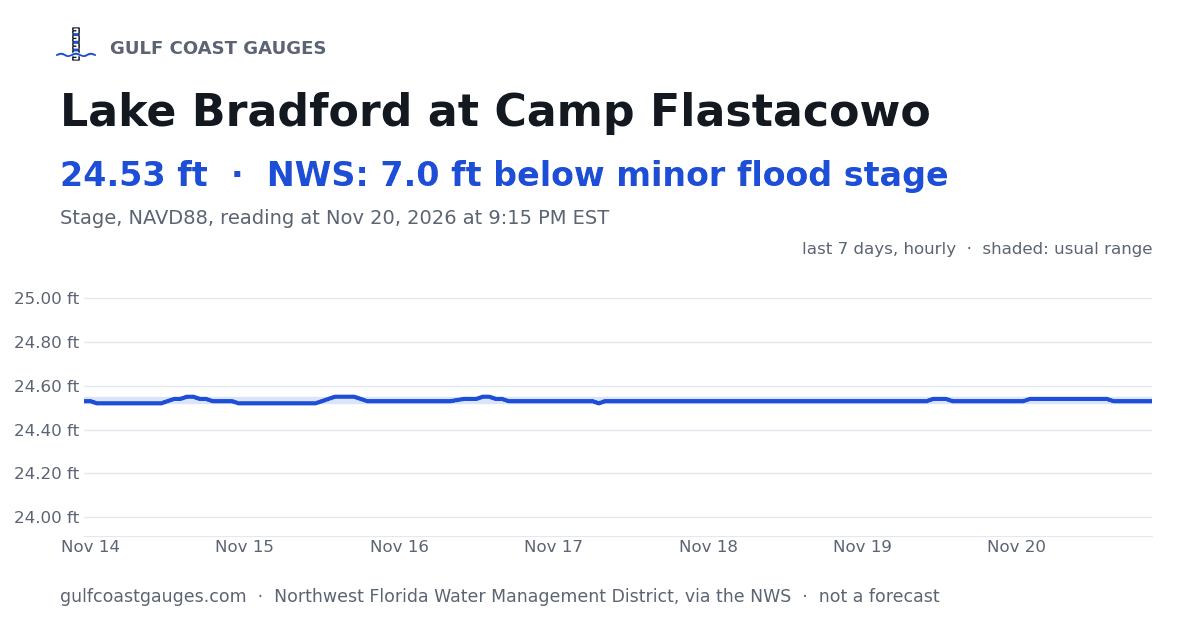 GULF COAST GAUGES
Lake Bradford at Camp Flastacowo
24.53 ft · NWS: 7.0 ft below minor flood stage
Stage, NAVD88, reading at Nov 20, 2026 at 9:15 PM EST
last 7 days, hourly · shaded: usual range
25.00 ft
24.80 ft
24.60 ft
24.40 ft
24.20 ft
24.00 ft
Nov 14 Nov 15 Nov 16 Nov 17 Nov 18 Nov 19 Nov 20
gulfcoastgauges.com · Northwest Florida Water Management District, via the NWS · not a forecast